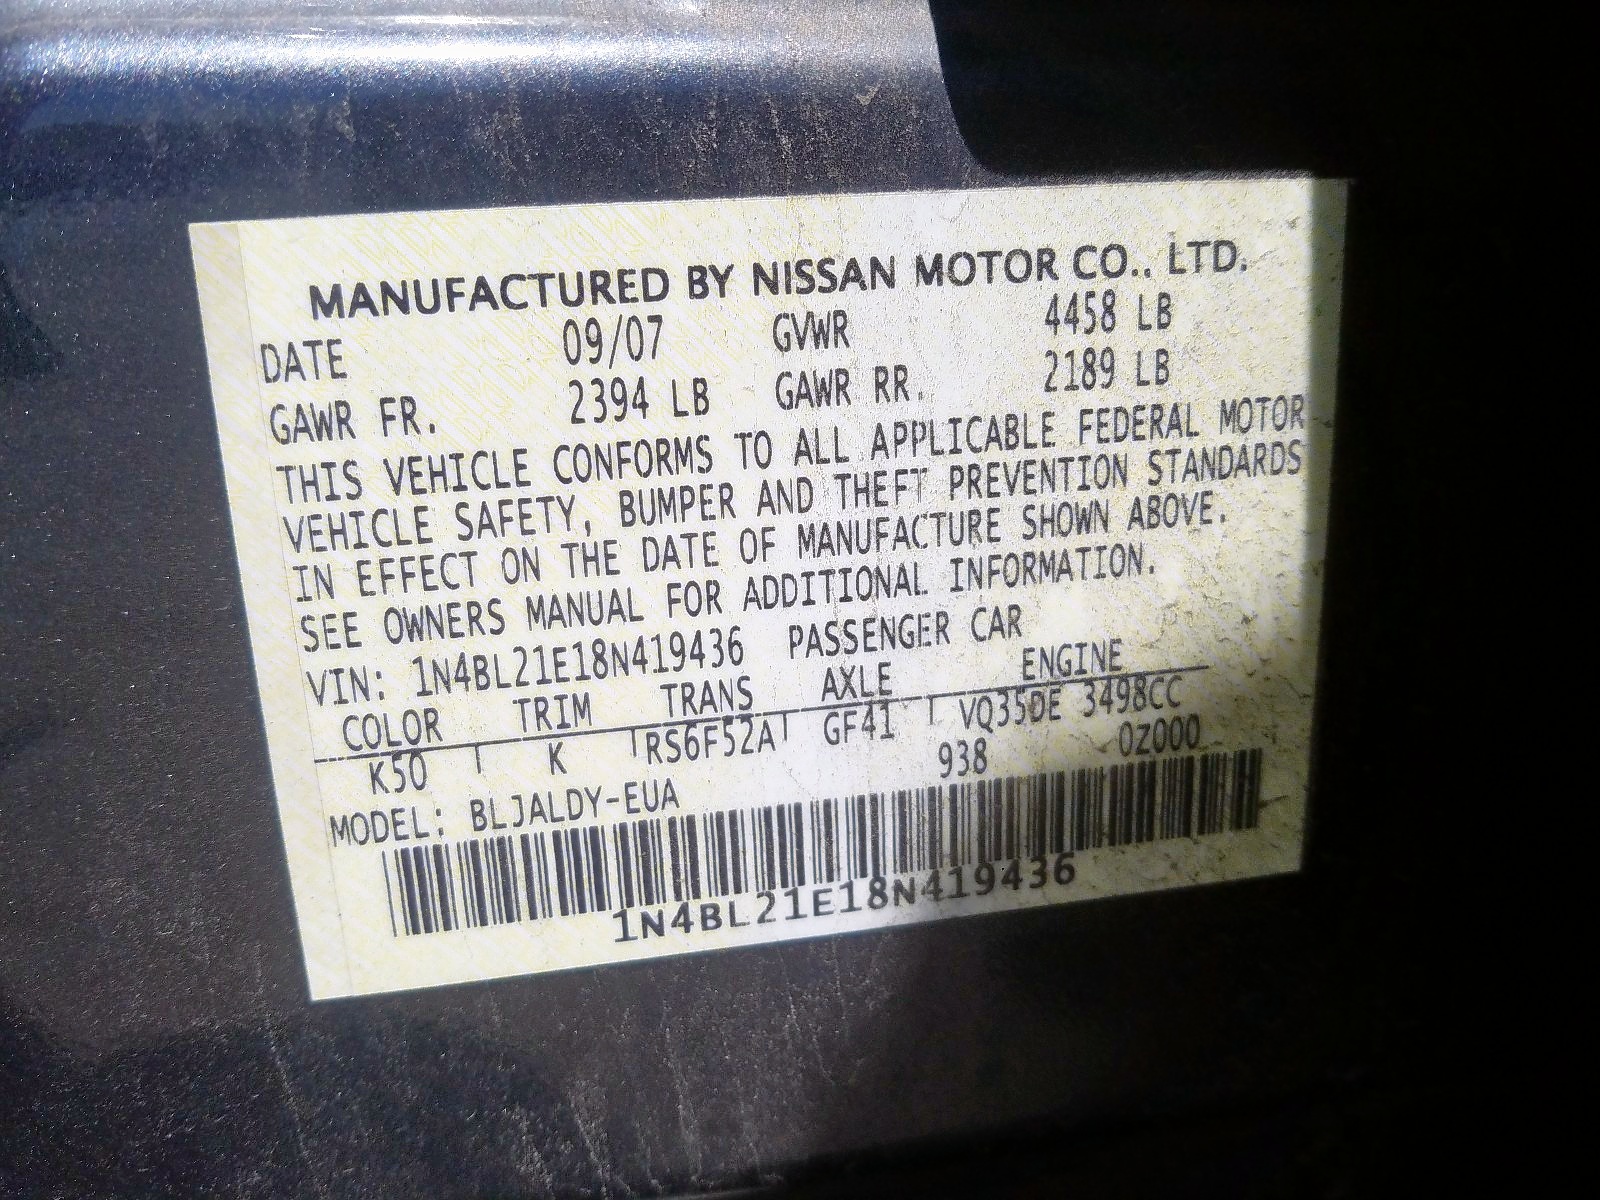 MANUFACTURED BY NISSAN MOTOR CO., LTD.
DATE 09/07 GVWR 4458 LB
GAWR FR. 2394 LB GAWR RR. 2189 LB
THIS VEHICLE CONFORMS TO ALL APPLICABLE FEDERAL MOTOR
VEHICLE SAFETY, BUMPER AND THEFT PREVENTION STANDARDS
IN EFFECT ON THE DATE OF MANUFACTURE SHOWN ABOVE.
SEE OWNERS MANUAL FOR ADDITIONAL INFORMATION.
VIN: 1N4BL21E18N419436 PASSENGER CAR
COLOR TRIM TRANS AXLE ENGINE
K50 K RS6F52A GF41 VQ35DE 3498CC
MODEL: BLJALDY-EUA 938 0Z000
1N4BL21E18N419436